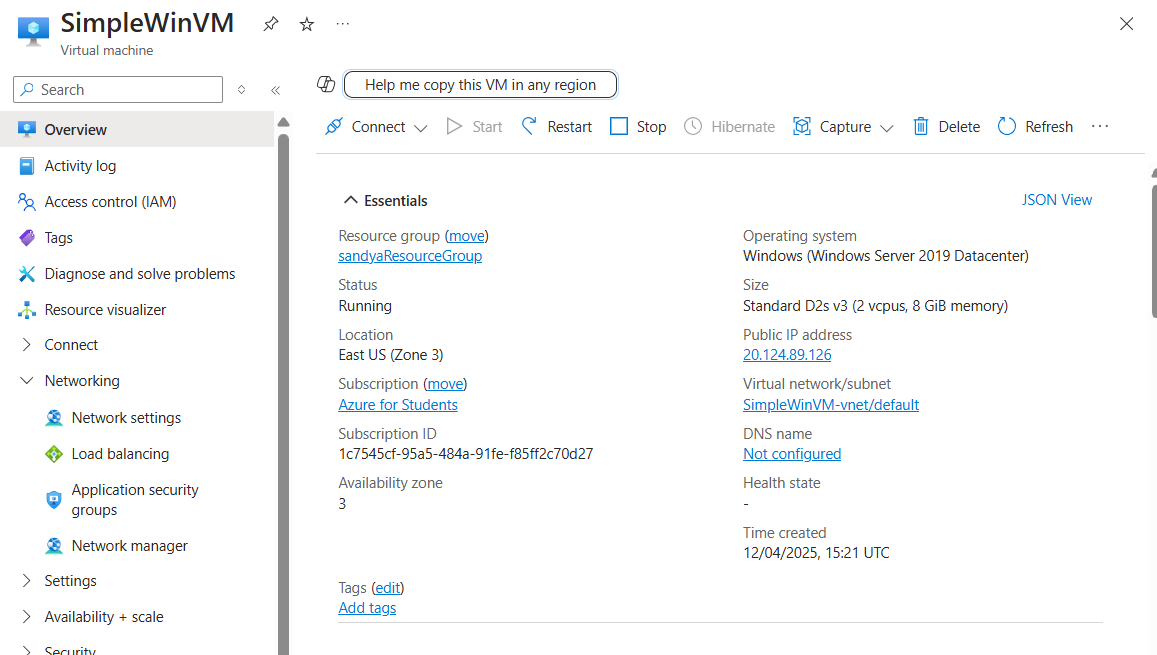 SimpleWinVM
Virtual machine
Search
Overview
Activity log
Access control (IAM)
Tags
Diagnose and solve problems
Resource visualizer
Connect
Networking
Network settings
Load balancing
Application security
groups
Network manager
Settings
Availability + scale
Security
Help me copy this VM in any region
Connect Start Restart Stop Hibernate Capture Delete Refresh
Essentials JSON View
Resource group (move)
sandyaResourceGroup
Status
Running
Location
East US (Zone 3)
Subscription (move)
Azure for Students
Subscription ID
1c7545cf-95a5-484a-91fe-f85ff2c70d27
Availability zone
3
Operating system
Windows (Windows Server 2019 Datacenter)
Size
Standard D2s v3 (2 vcpus, 8 GiB memory)
Public IP address
20.124.89.126
Virtual network/subnet
SimpleWinVM-vnet/default
DNS name
Not configured
Health state
-
Time created
12/04/2025, 15:21 UTC
Tags (edit)
Add tags